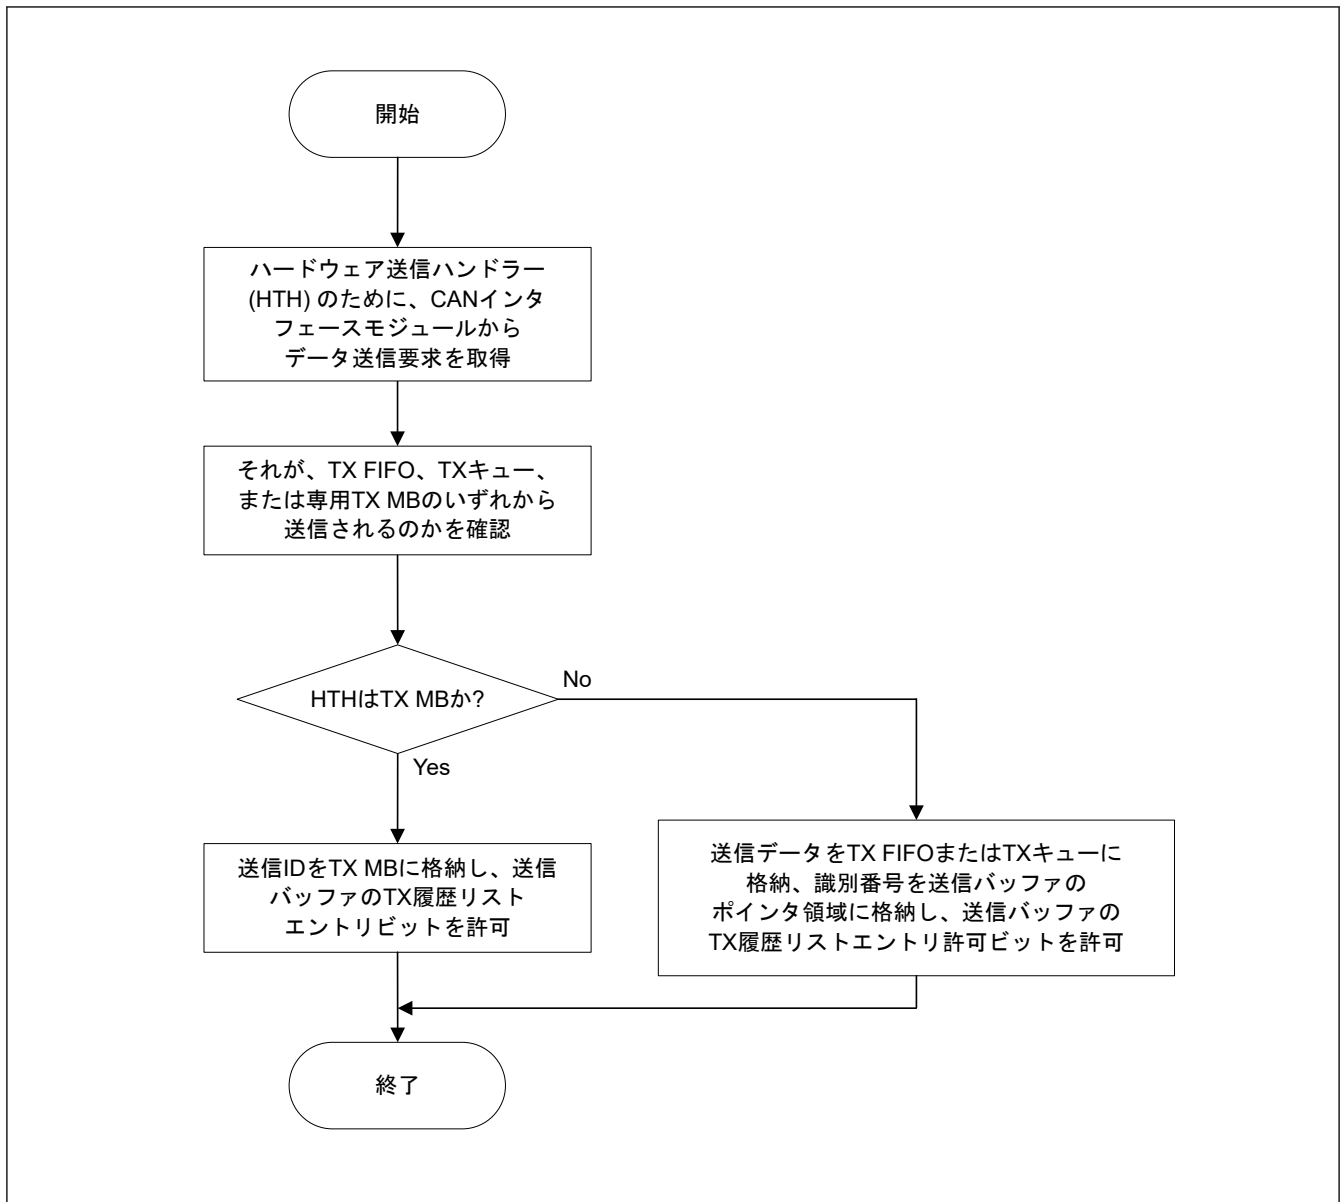 開始
ハードウェア送信ハンドラー
(HTH) のために、CANインタ
フェースモジュールから
データ送信要求を取得
それが、TX FIFO、TXキュー、
または専用TX MBのいずれから
送信されるのかを確認
HTHはTX MBか?
No
Yes
送信IDをTX MBに格納し、送信
バッファのTX履歴リスト
エントリビットを許可
送信データをTX FIFOまたはTXキューに
格納、識別番号を送信バッファの
ポインタ領域に格納し、送信バッファの
TX履歴リストエントリ許可ビットを許可
終了